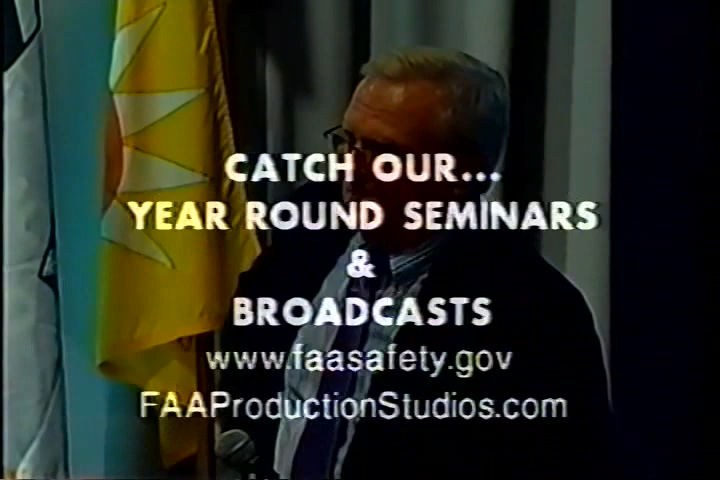 CATCH OUR...
YEAR ROUND SEMINARS
&
BROADCASTS
www.faasafety.gov
FAAProductionStudios.com